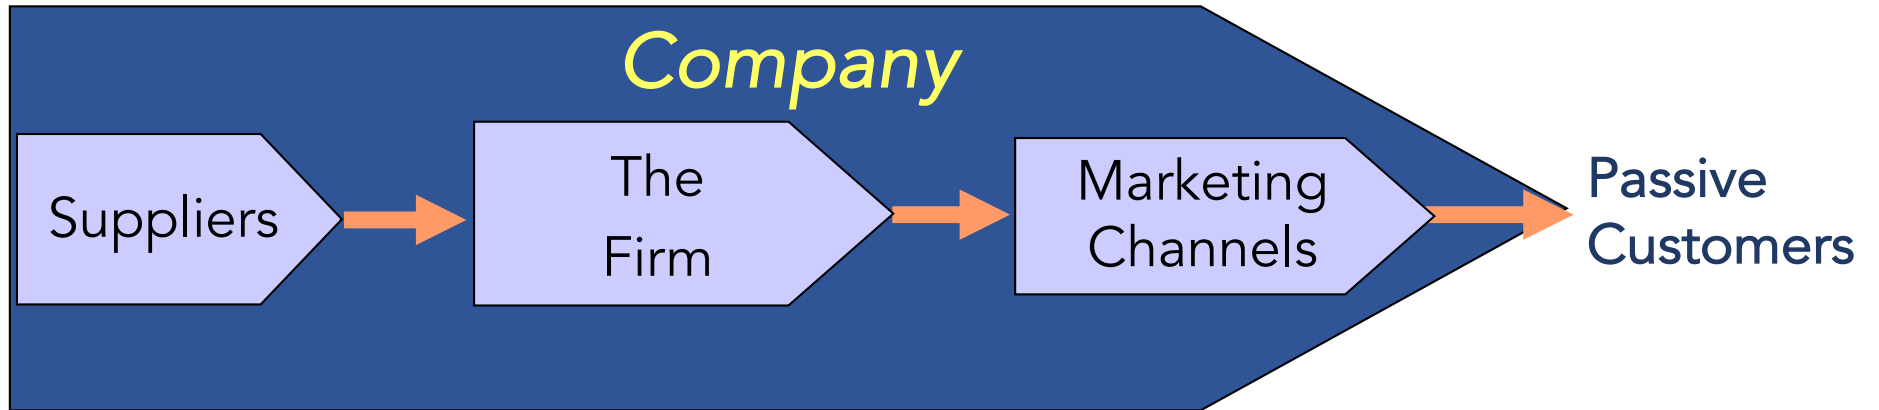 Company
Suppliers
The
Firm
Marketing
Channels
Passive
Customers